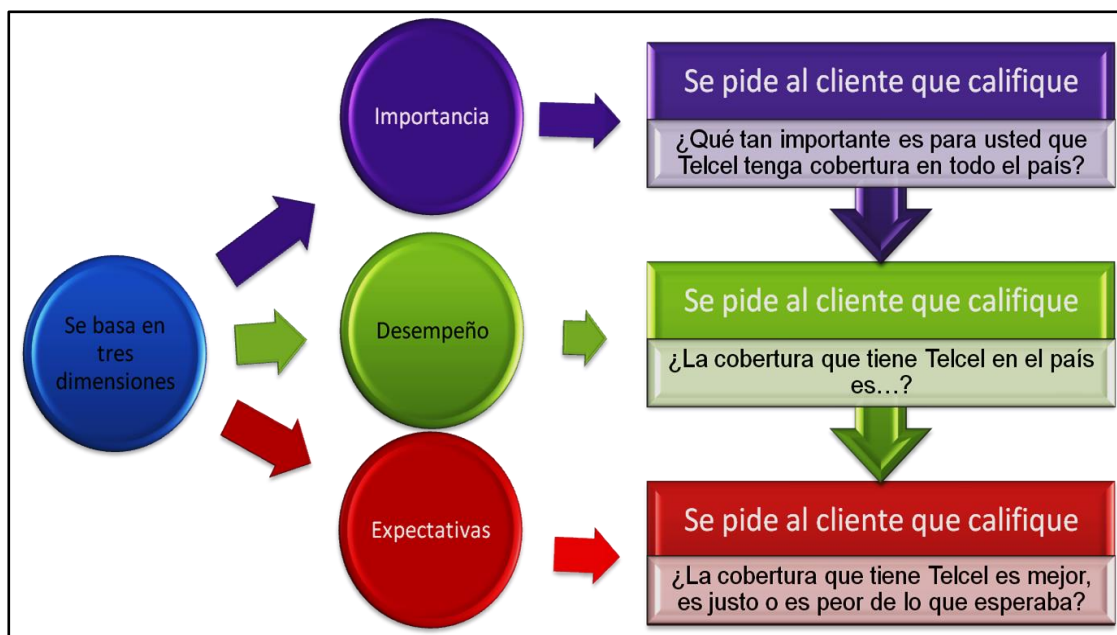 Se basa en
tres
dimensiones
Importancia
Se pide al cliente que califique
¿Qué tan importante es para usted que
Telcel tenga cobertura en todo el país?
Desempeño
Se pide al cliente que califique
¿La cobertura que tiene Telcel en el país
es…?
Expectativas
Se pide al cliente que califique
¿La cobertura que tiene Telcel es mejor,
es justo o es peor de lo que esperaba?